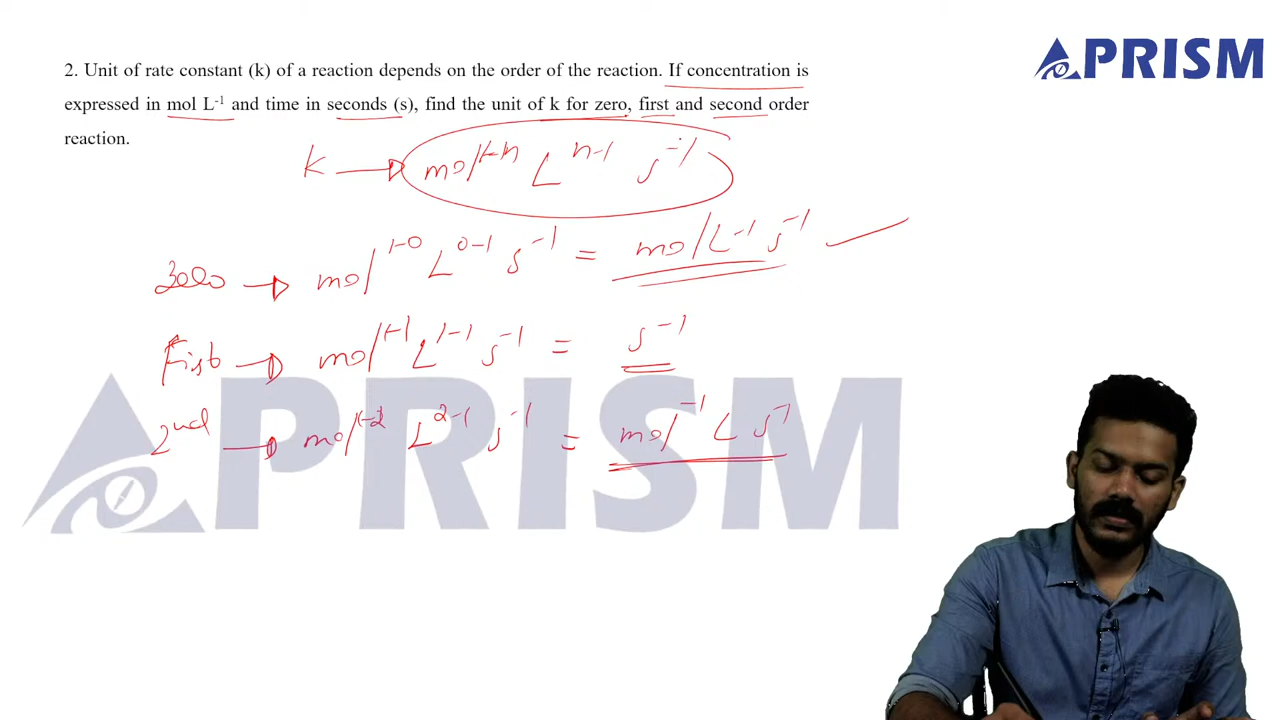 PRISM
2. Unit of rate constant (k) of a reaction depends on the order of the reaction. If concentration is
expressed in mol L⁻¹ and time in seconds (s), find the unit of k for zero, first and second order
reaction.
k → mol¹⁻ⁿ Lⁿ⁻¹ s⁻¹
Zero → mol¹⁻⁰ L⁰⁻¹ s⁻¹ = mol L⁻¹ s⁻¹
First → mol¹⁻¹ L¹⁻¹ s⁻¹ = s⁻¹
2nd → mol¹⁻² L²⁻¹ s⁻¹ = mol⁻¹ L s⁻¹
PRISM